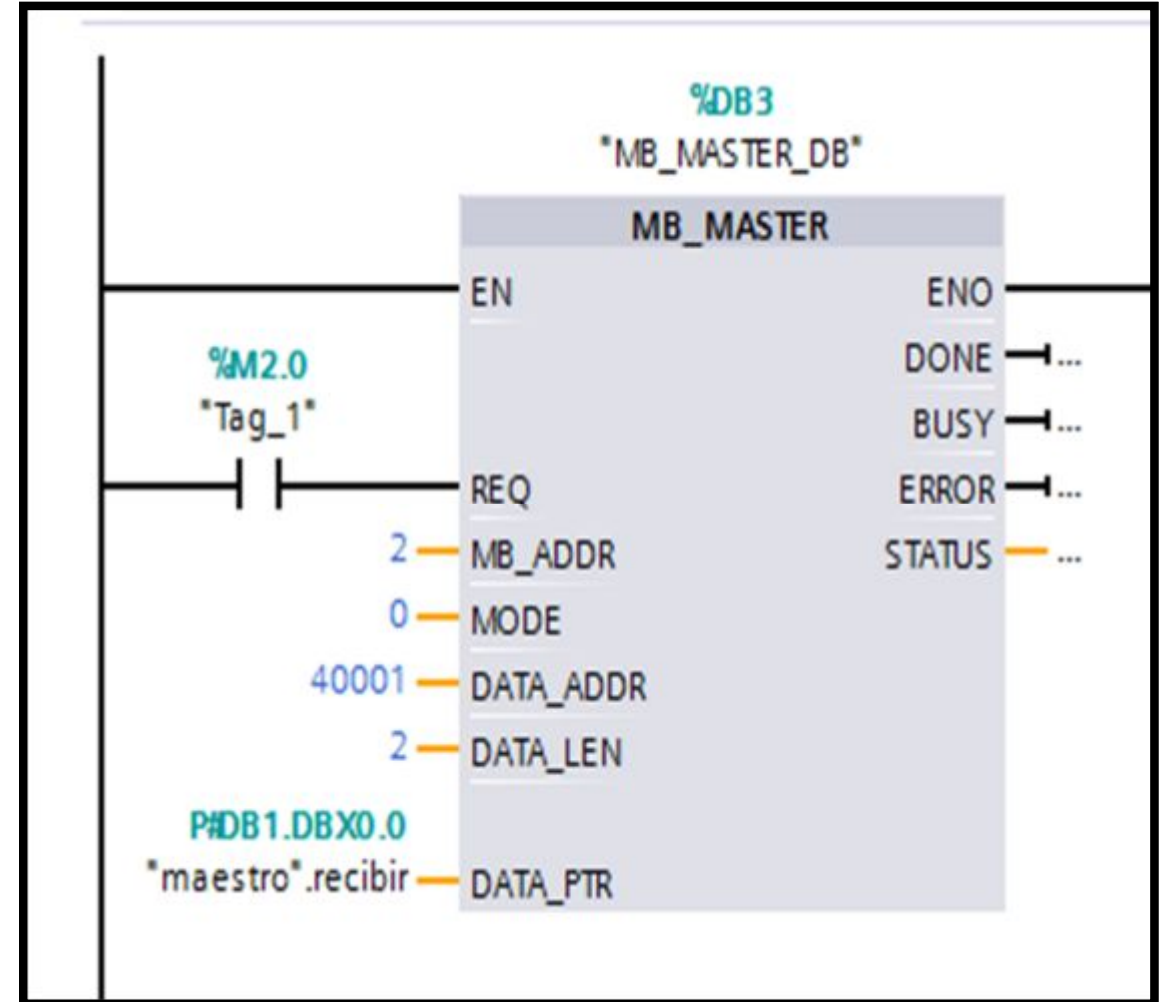 %DB3
"MB_MASTER_DB"
MB_MASTER
EN ENO
%M2.0 DONE ...
"Tag_1" BUSY ...
REQ ERROR ...
2 MB_ADDR STATUS ...
0 MODE
40001 DATA_ADDR
2 DATA_LEN
P#DB1.DBX0.0
"maestro".recibir DATA_PTR